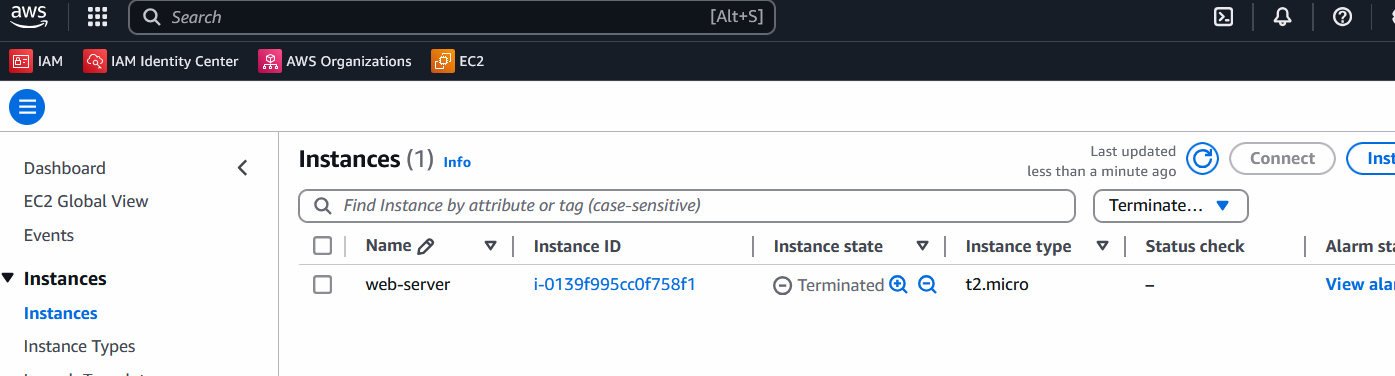 aws
Search [Alt+S]
IAM IAM Identity Center AWS Organizations EC2
Dashboard
EC2 Global View
Events
Instances
Instances
Instance Types
Instances (1) Info
Last updated
less than a minute ago
Connect
Inst
Find Instance by attribute or tag (case-sensitive)
Terminate...
Name Instance ID Instance state Instance type Status check Alarm sta
web-server i-0139f995cc0f758f1 Terminated t2.micro – View alar